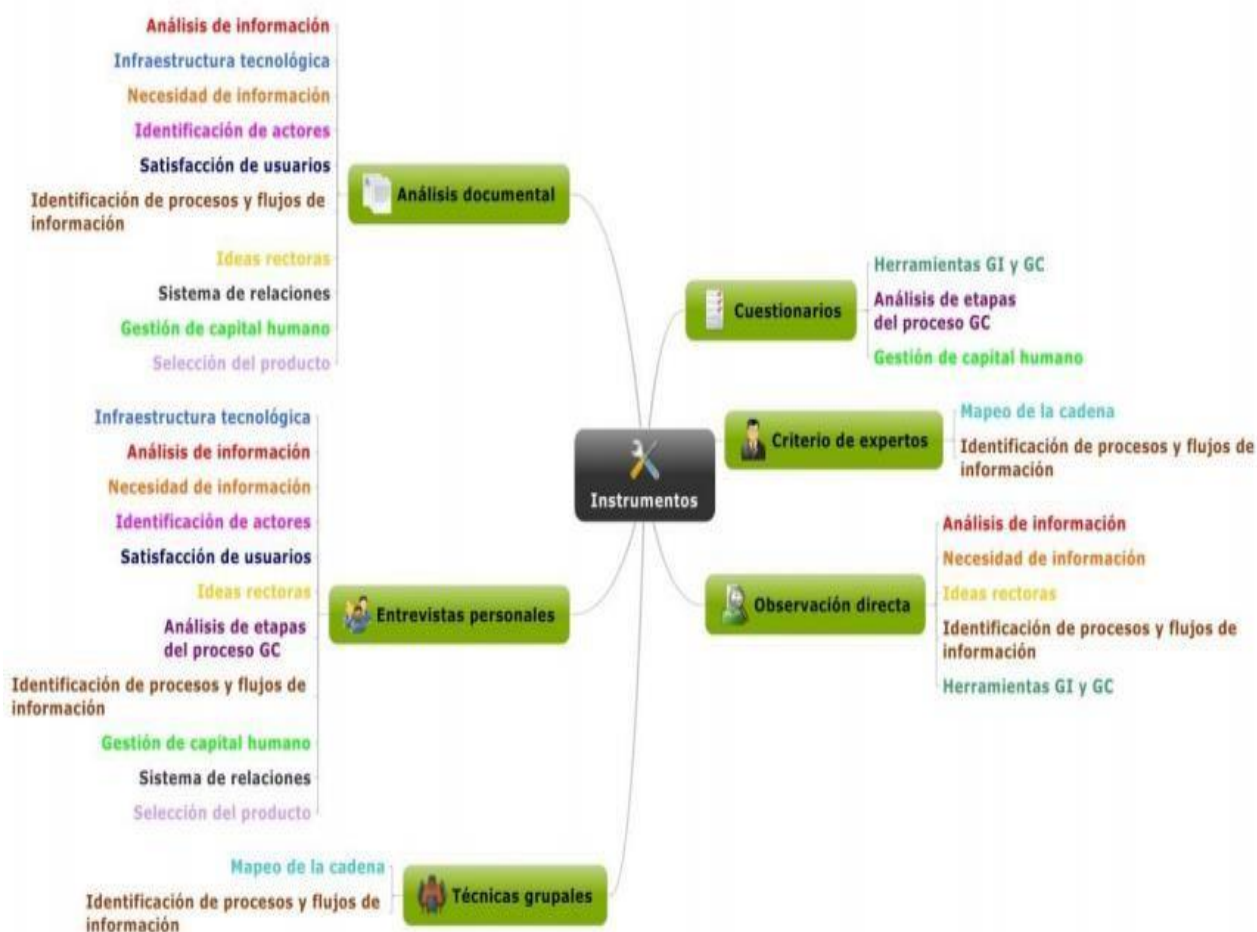 Análisis de información
Infraestructura tecnológica
Necesidad de información
Identificación de actores
Satisfacción de usuarios
Identificación de procesos y flujos de
información
Ideas rectoras
Sistema de relaciones
Gestión de capital humano
Selección del producto
Análisis documental
Infraestructura tecnológica
Análisis de información
Necesidad de información
Identificación de actores
Satisfacción de usuarios
Ideas rectoras
Análisis de etapas
del proceso GC
Identificación de procesos y flujos de
información
Gestión de capital humano
Sistema de relaciones
Selección del producto
Entrevistas personales
Mapeo de la cadena
Identificación de procesos y flujos de
información
Técnicas grupales
Instrumentos
Cuestionarios
Herramientas GI y GC
Análisis de etapas
del proceso GC
Gestión de capital humano
Criterio de expertos
Mapeo de la cadena
Identificación de procesos y flujos de
información
Observación directa
Análisis de información
Necesidad de información
Ideas rectoras
Identificación de procesos y flujos de
información
Herramientas GI y GC